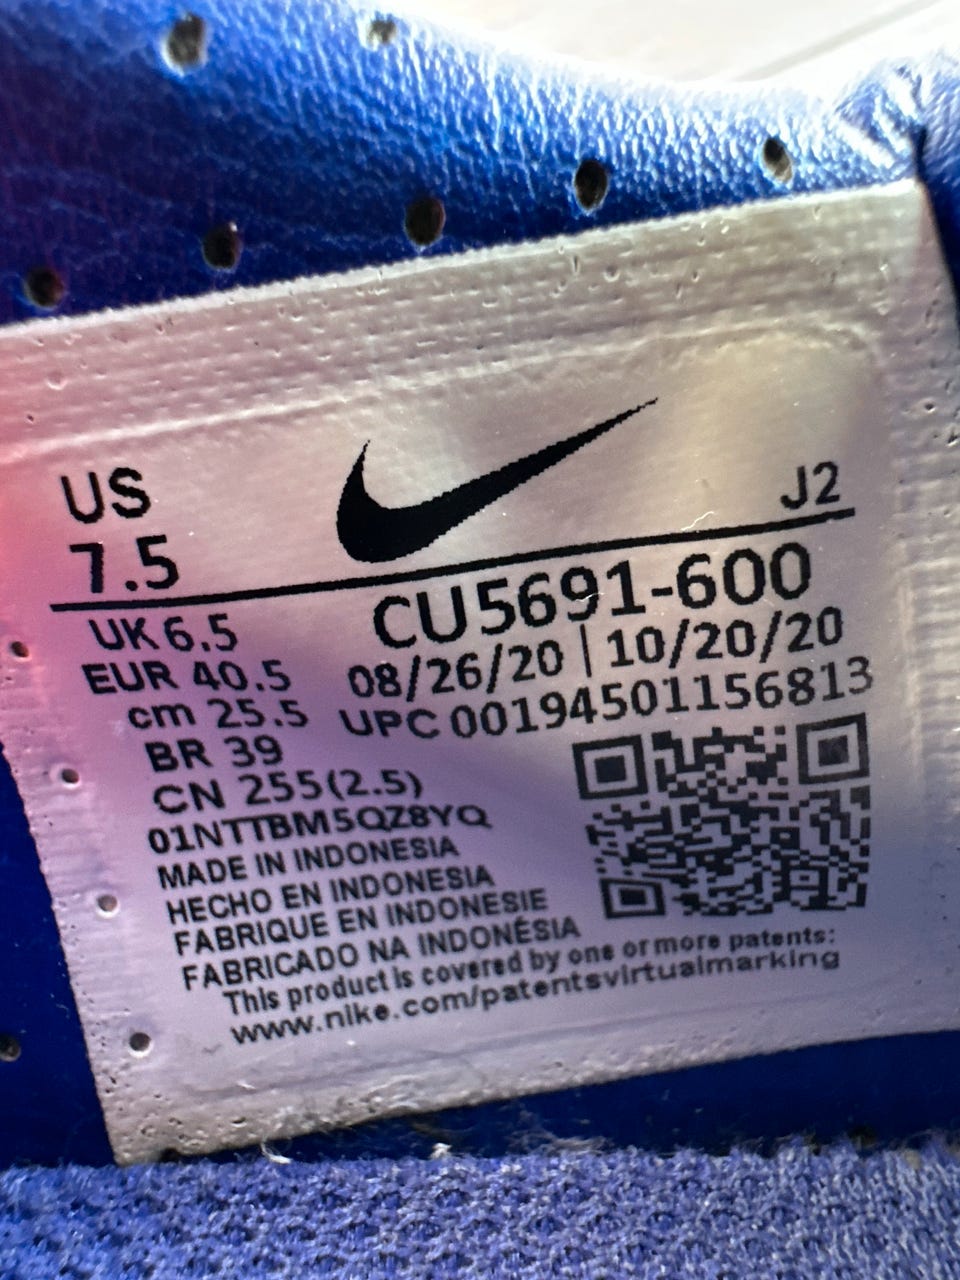 US
7.5
J2
UK 6.5
EUR 40.5
cm 25.5
BR 39
CN 255(2.5)
CU5691-600
08/26/20 | 10/20/20
UPC 00194501156813
01NTTBM5QZ8YQ
MADE IN INDONESIA
HECHO EN INDONESIA
FABRIQUE EN INDONESIE
FABRICADO NA INDONÉSIA
This product is covered by one or more patents:
www.nike.com/patentsvirtualmarking